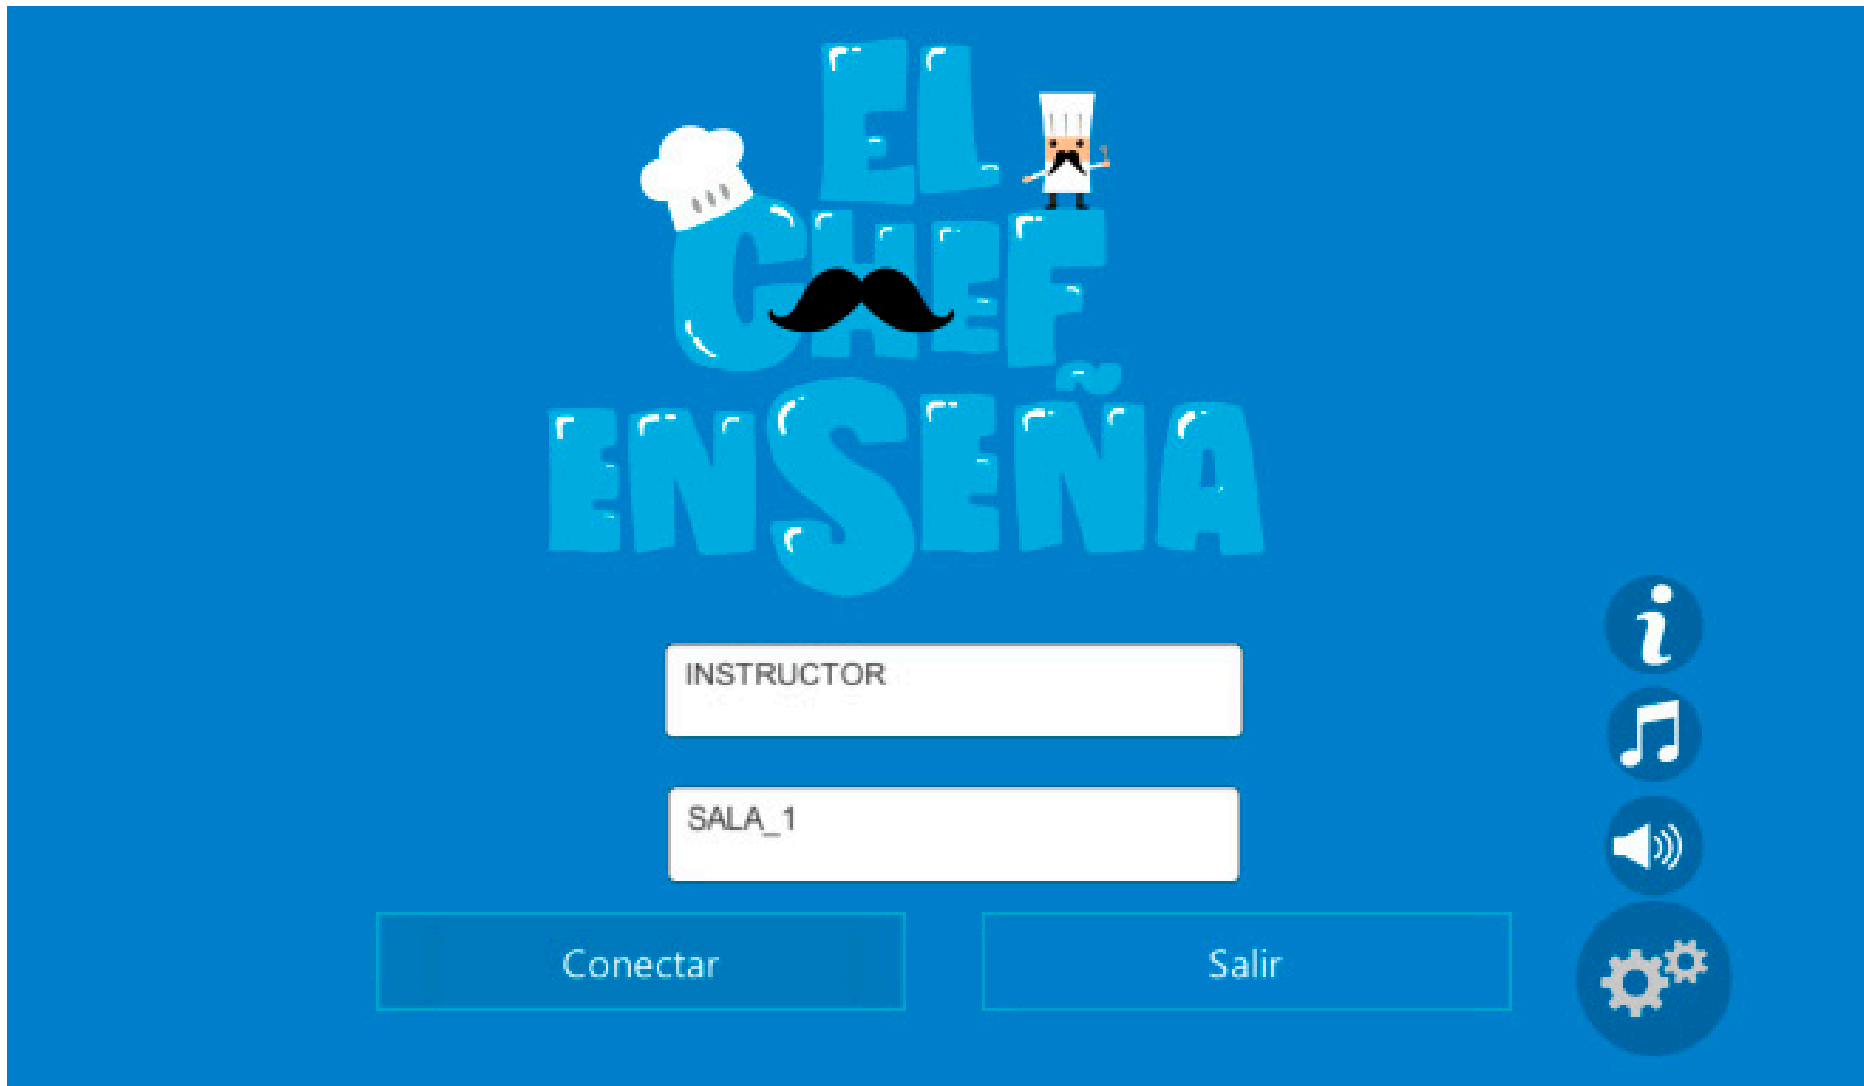 EL
CHEF
ENSEÑA
INSTRUCTOR
SALA_1
Conectar
Salir